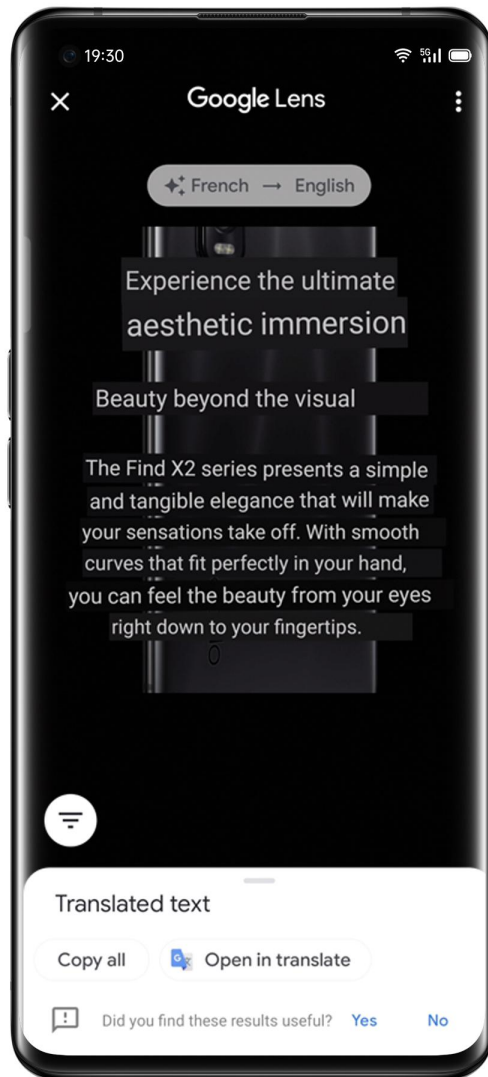 19:30
5G
Google Lens
French → English
Experience the ultimate
aesthetic immersion
Beauty beyond the visual
The Find X2 series presents a simple
and tangible elegance that will make
your sensations take off. With smooth
curves that fit perfectly in your hand,
you can feel the beauty from your eyes
right down to your fingertips.
Translated text
Copy all
Open in translate
Did you find these results useful? Yes No